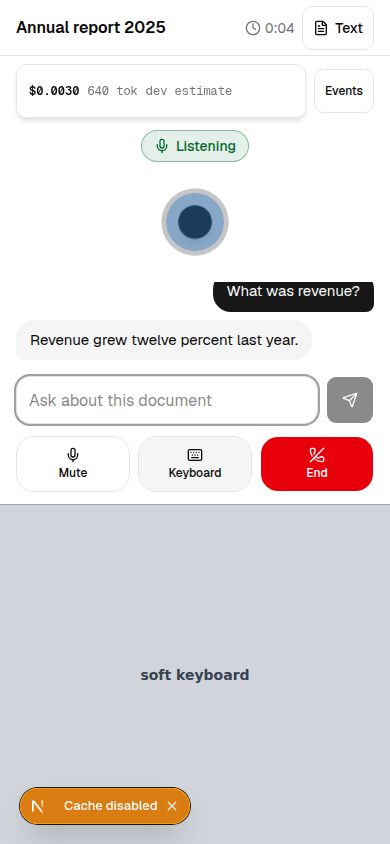 Annual report 2025
0:04
Text
$0.0030 640 tok dev estimate
Events
Listening
What was revenue?
Revenue grew twelve percent last year.
Ask about this document
Mute
Keyboard
End
soft keyboard
Cache disabled